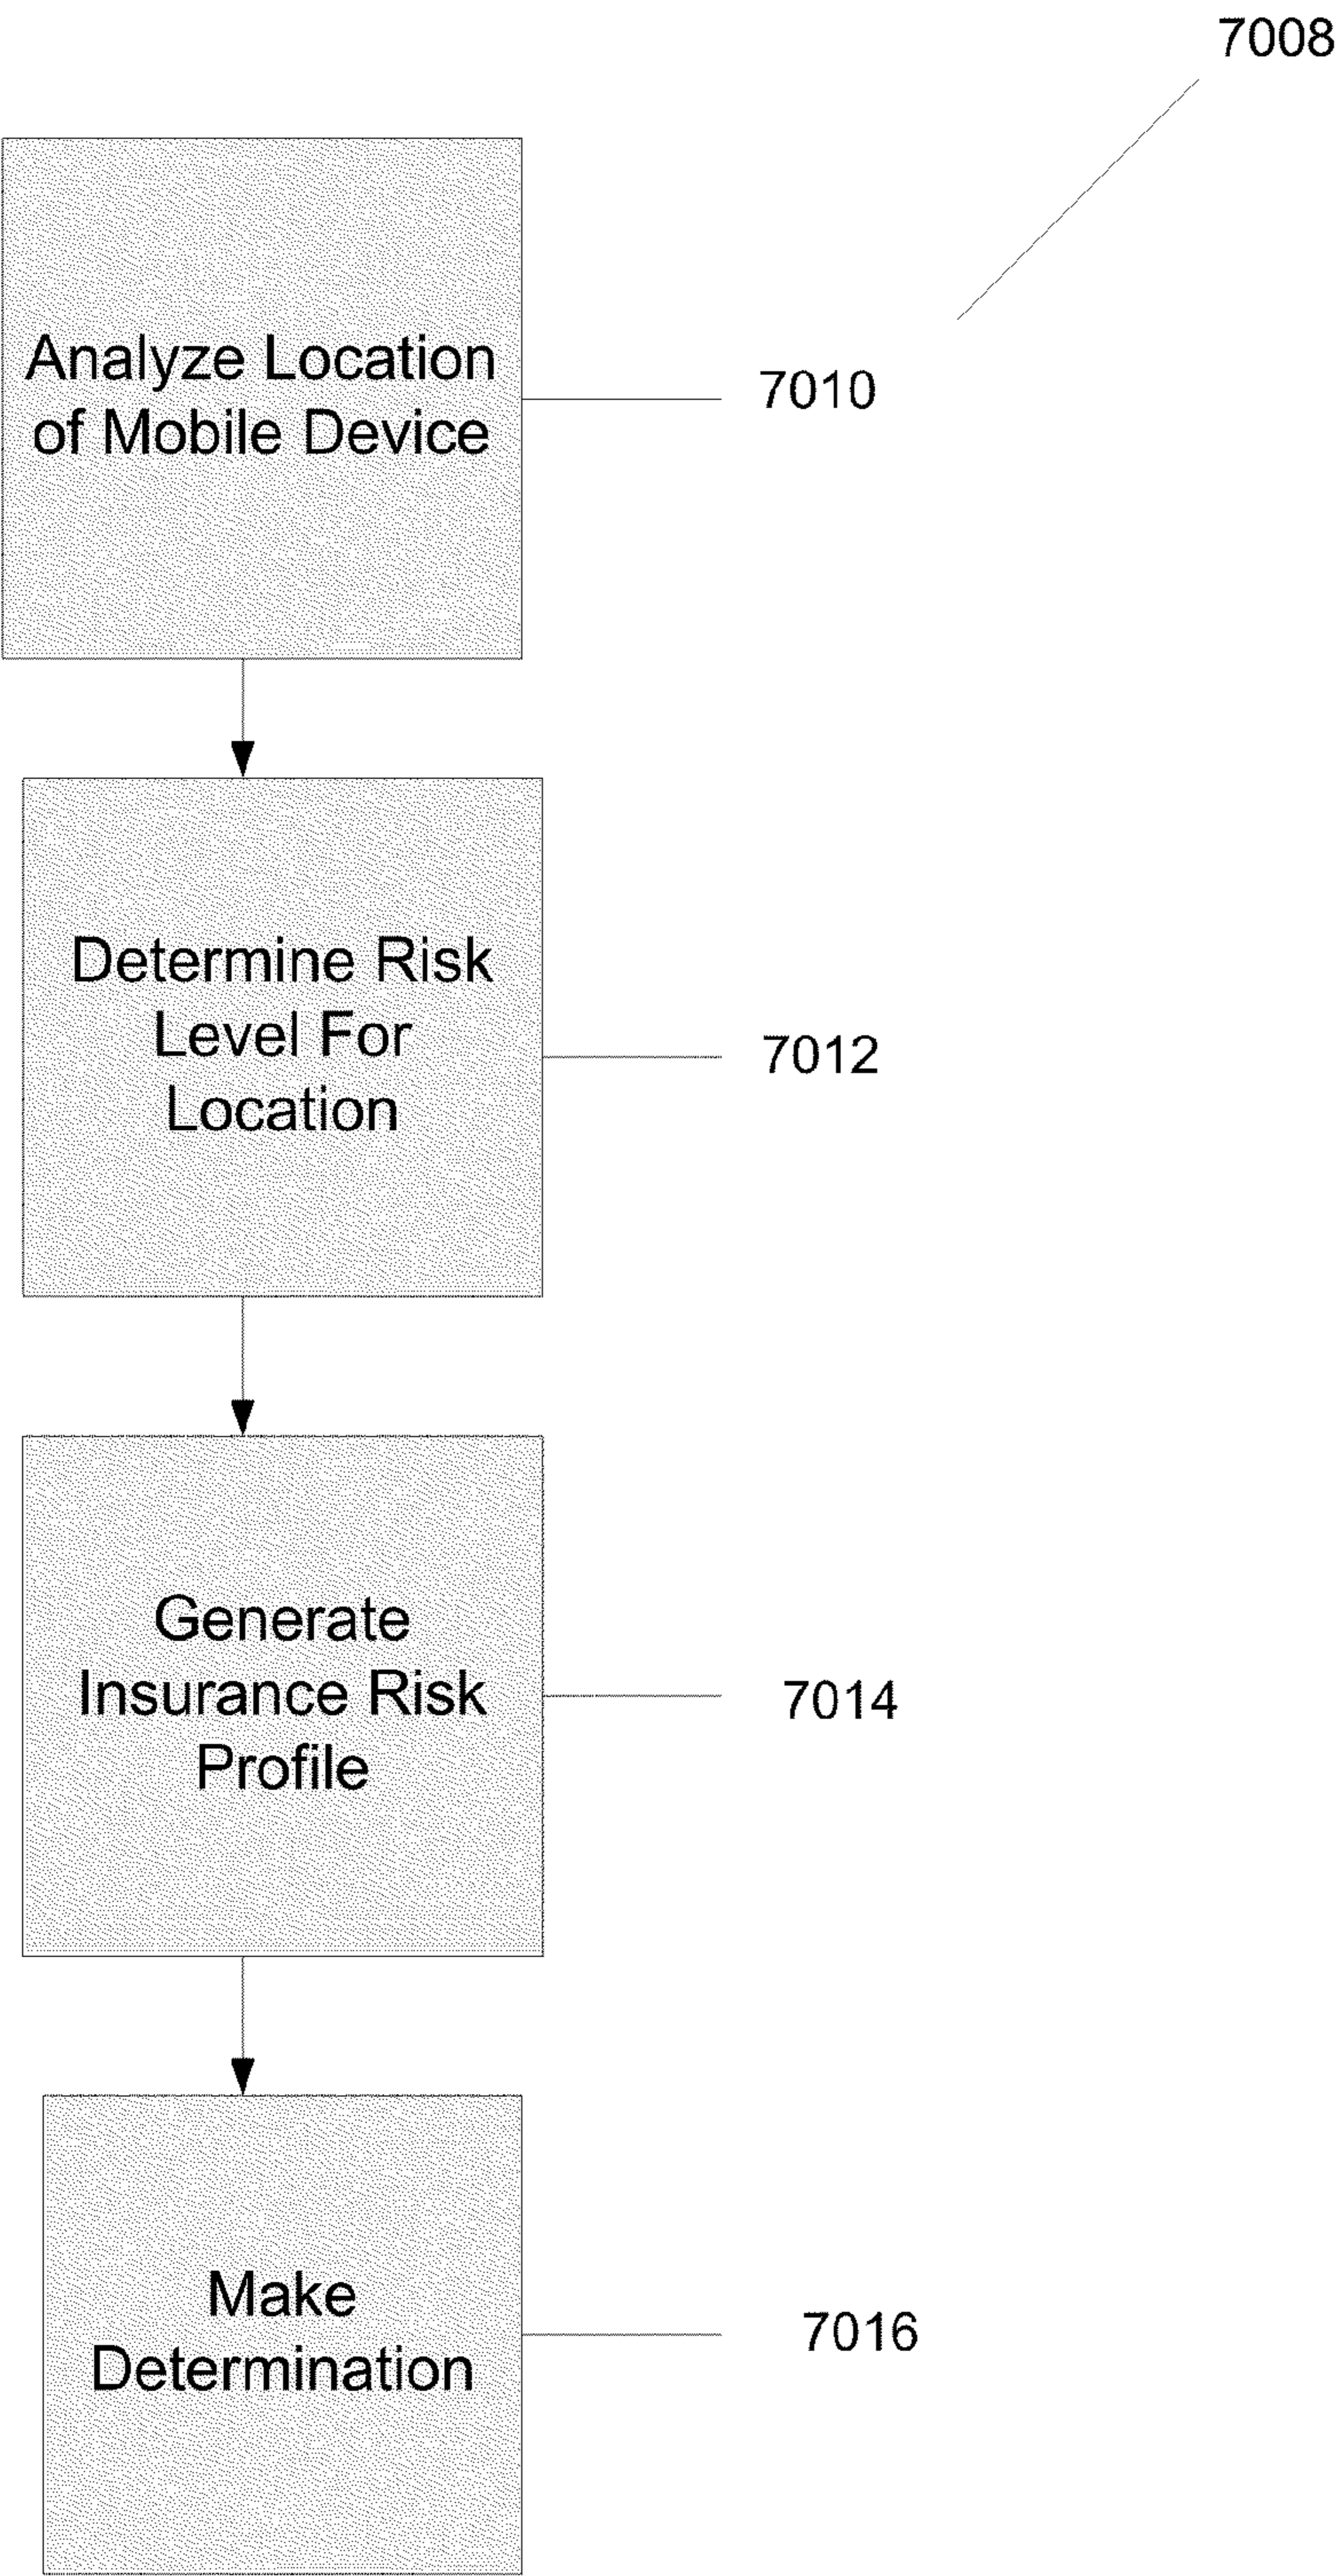 7008
Analyze Location
of Mobile Device
7010
Determine Risk
Level For
Location
7012
Generate
Insurance Risk
Profile
7014
Make
Determination
7016